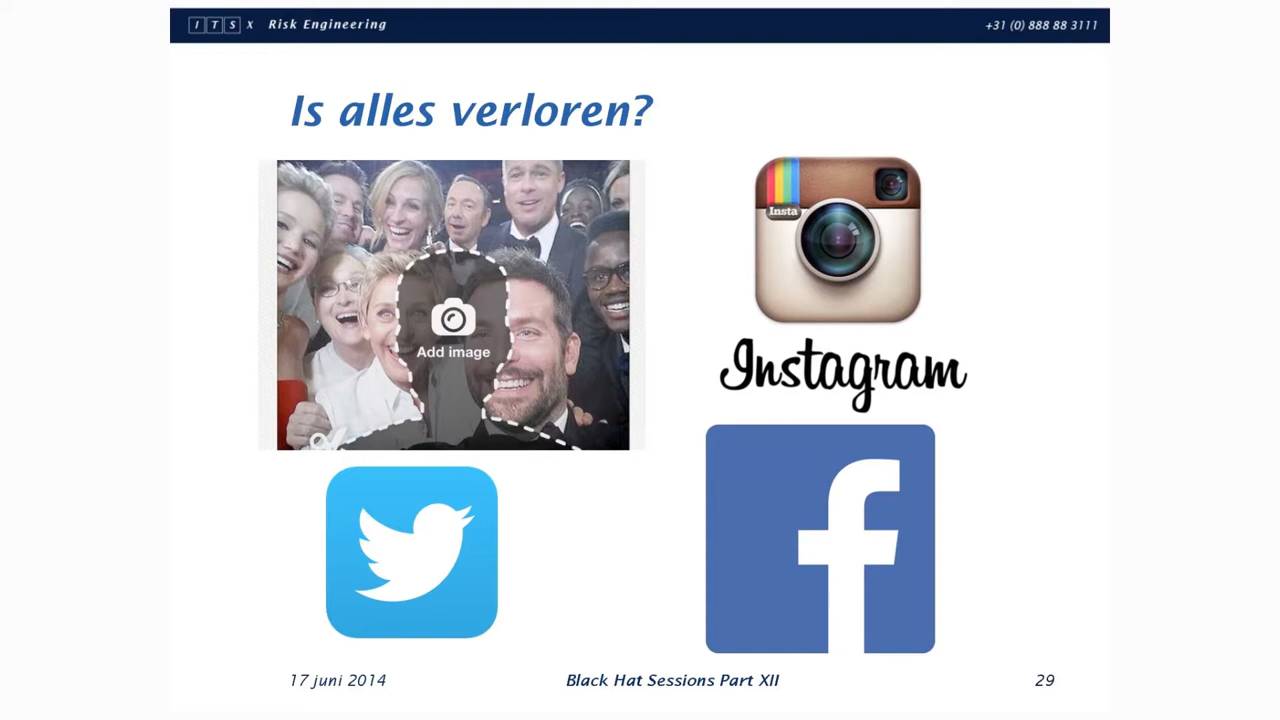 I T S X Risk Engineering
+31 (0) 888 88 3111
Is alles verloren?
Add image
Insta
Instagram
17 juni 2014
Black Hat Sessions Part XII
29